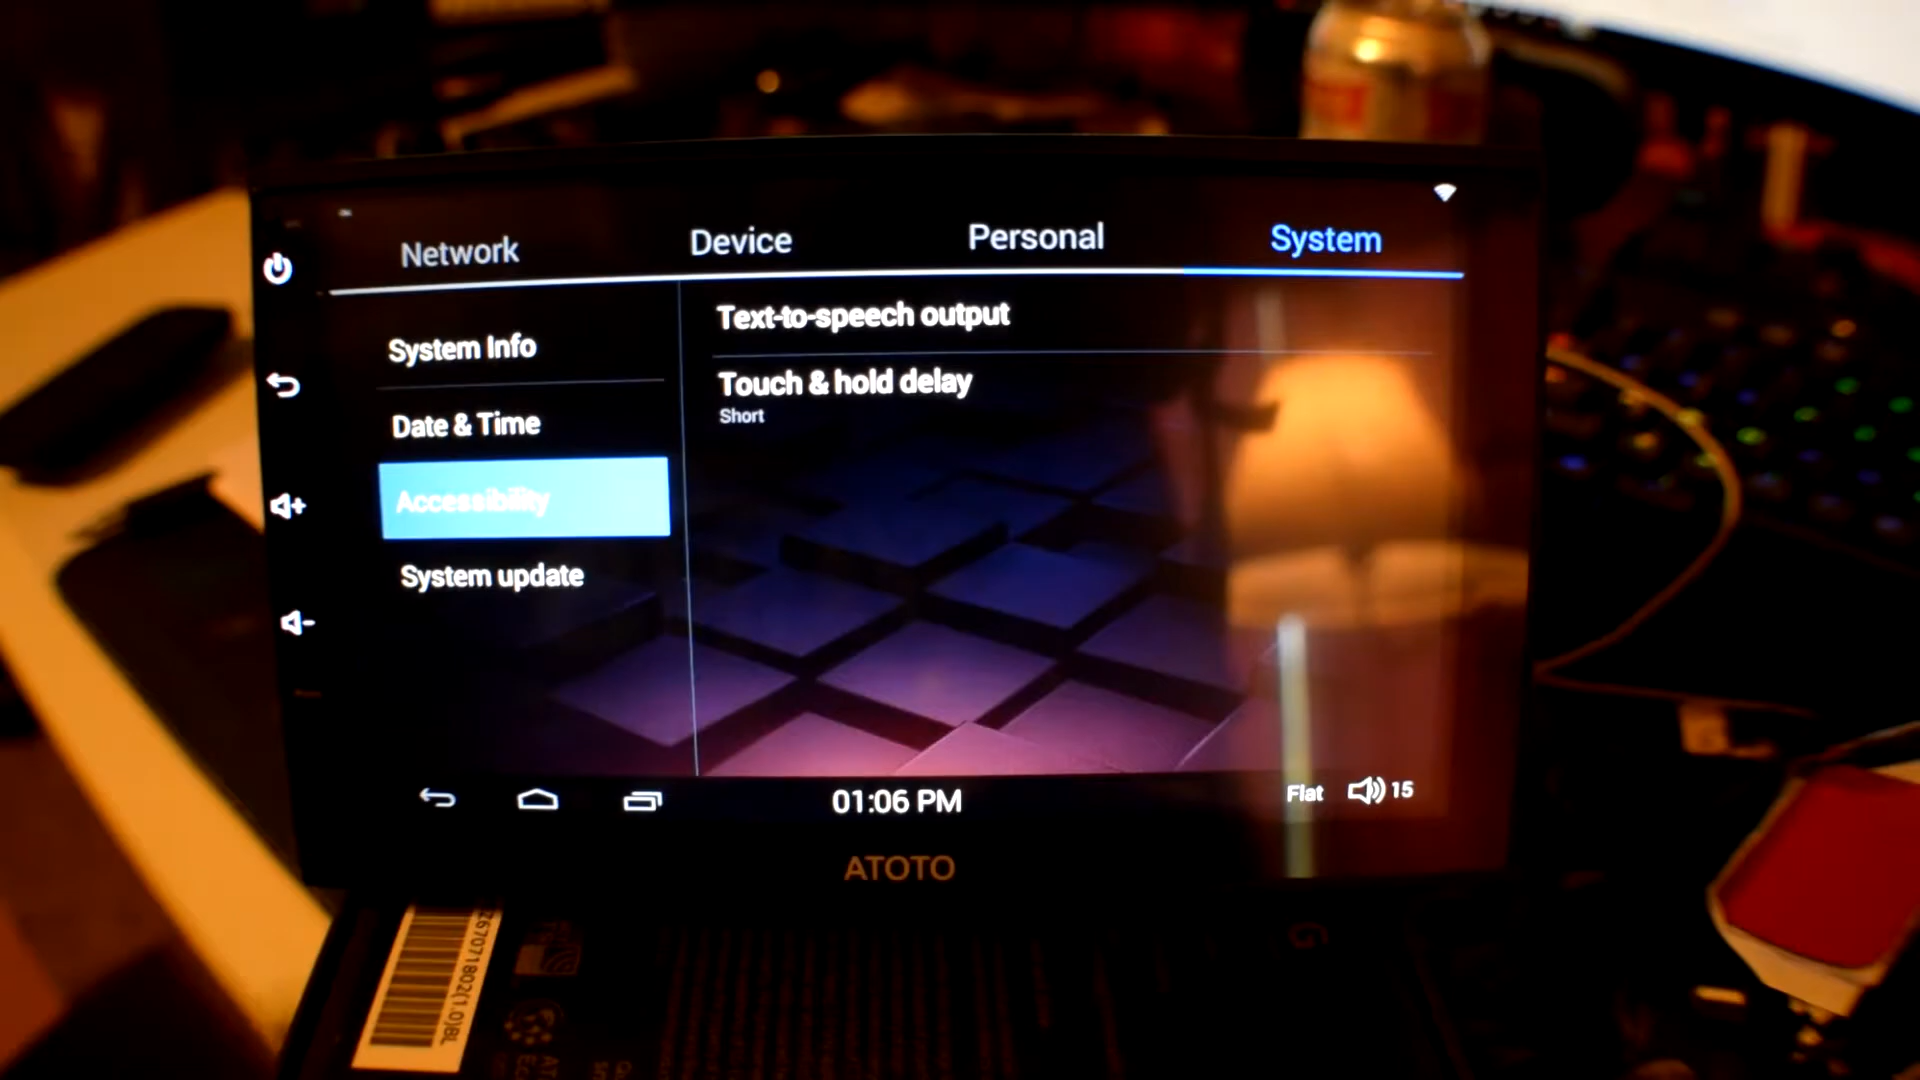 Network Device Personal System
System Info
Date & Time
Accessibility
System update
Text-to-speech output
Touch & hold delay
Short
01:06 PM
Flat 15
ATOTO